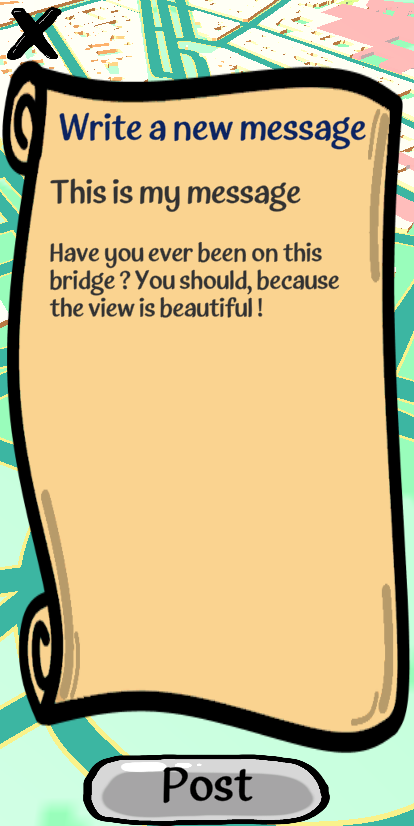 Write a new message
This is my message
Have you ever been on this
bridge ? You should, because
the view is beautiful !
Post